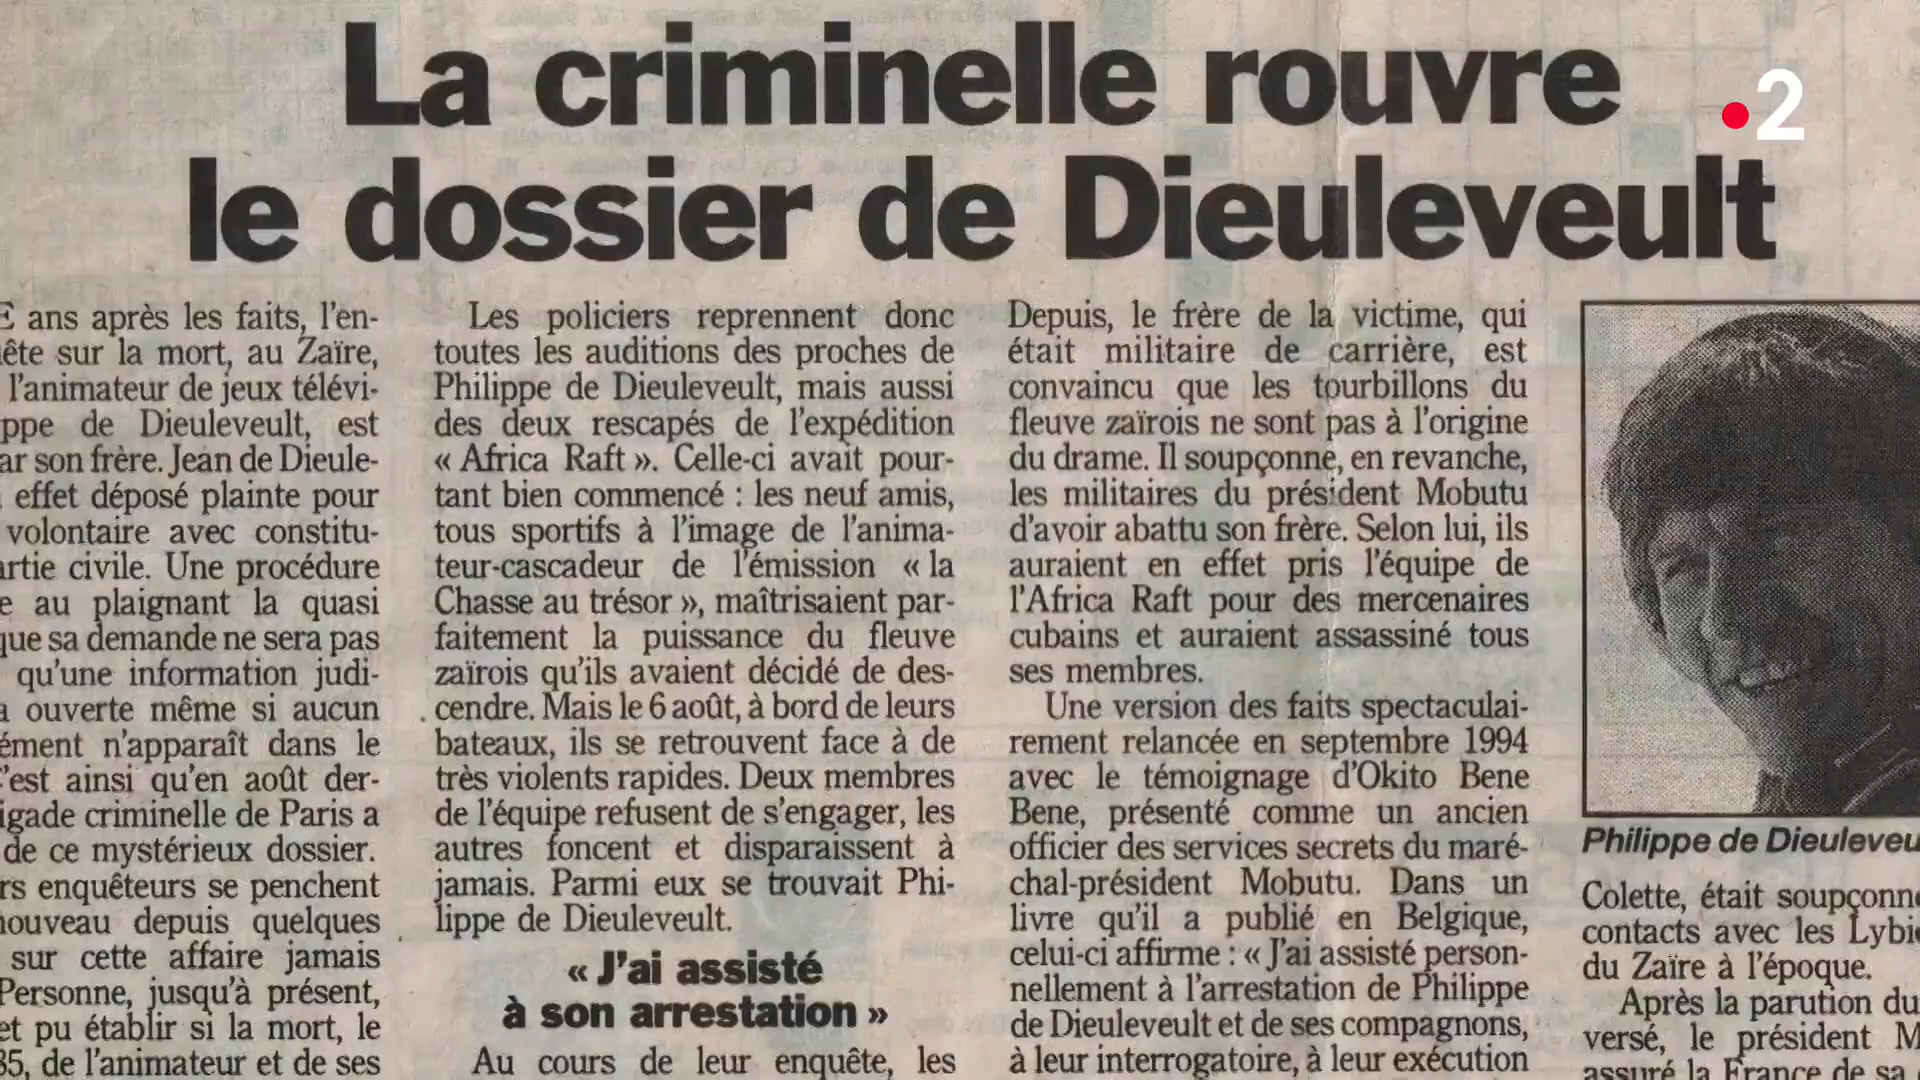 La criminelle rouvre
le dossier de Dieuleveult
2
E ans après les faits, l'en-
ête sur la mort, au Zaïre,
l'animateur de jeux télévi-
ppe de Dieuleveult, est
ar son frère. Jean de Dieule-
effet déposé plainte pour
volontaire avec constitu-
artie civile. Une procédure
e au plaignant la quasi
que sa demande ne sera pas
qu'une information judi-
a ouverte même si aucun
ément n'apparaît dans le
'est ainsi qu'en août der-
igade criminelle de Paris a
de ce mystérieux dossier.
rs enquêteurs se penchent
nouveau depuis quelques
sur cette affaire jamais
Personne, jusqu'à présent,
et pu établir si la mort, le
85, de l'animateur et de ses
Les policiers reprennent donc
toutes les auditions des proches de
Philippe de Dieuleveult, mais aussi
des deux rescapés de l'expédition
« Africa Raft ». Celle-ci avait pour-
tant bien commencé : les neuf amis,
tous sportifs à l'image de l'anima-
teur-cascadeur de l'émission « la
Chasse au trésor », maîtrisaient par-
faitement la puissance du fleuve
zaïrois qu'ils avaient décidé de des-
cendre. Mais le 6 août, à bord de leurs
bateaux, ils se retrouvent face à de
très violents rapides. Deux membres
de l'équipe refusent de s'engager, les
autres foncent et disparaissent à
jamais. Parmi eux se trouvait Phi-
lippe de Dieuleveult.
« J'ai assisté
à son arrestation »
Au cours de leur enquête, les
Depuis, le frère de la victime, qui
était militaire de carrière, est
convaincu que les tourbillons du
fleuve zaïrois ne sont pas à l'origine
du drame. Il soupçonne, en revanche,
les militaires du président Mobutu
d'avoir abattu son frère. Selon lui, ils
auraient en effet pris l'équipe de
l'Africa Raft pour des mercenaires
cubains et auraient assassiné tous
ses membres.
Une version des faits spectaculai-
rement relancée en septembre 1994
avec le témoignage d'Okito Bene
Bene, présenté comme un ancien
officier des services secrets du maré-
chal-président Mobutu. Dans un
livre qu'il a publié en Belgique,
celui-ci affirme : « J'ai assisté person-
nellement à l'arrestation de Philippe
de Dieuleveult et de ses compagnons,
à leur interrogatoire, à leur exécution
Philippe de Dieuleveu
Colette, était soupçonn
contacts avec les Lybi
du Zaïre à l'époque.
Après la parution du
versé, le président M
assuré la France de sa